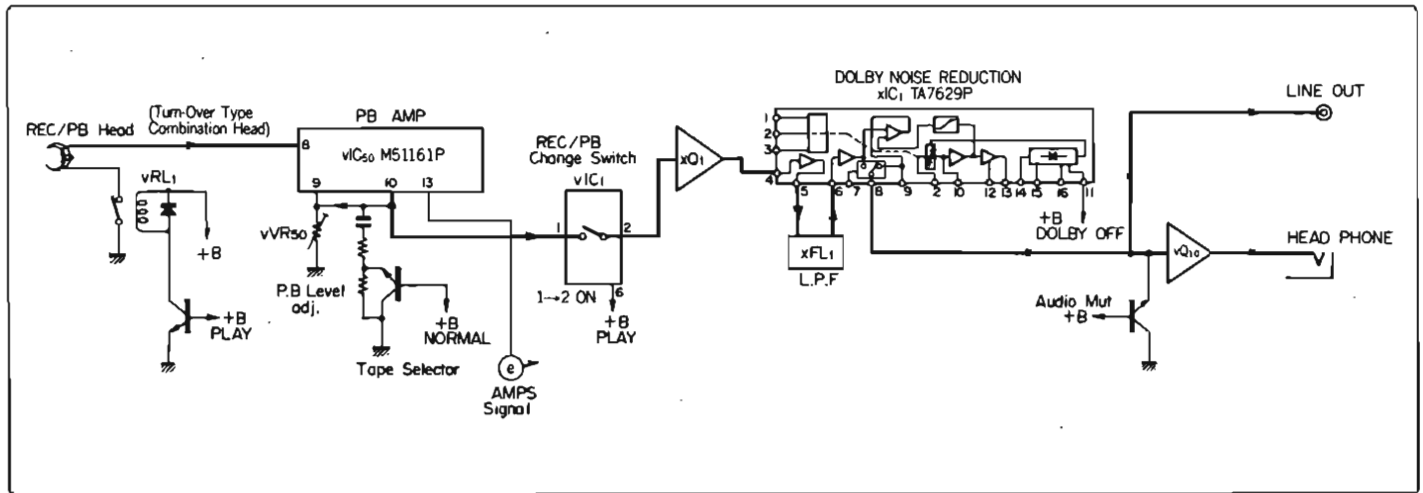 DOLBY NOISE REDUCTION
xIC1 TA7629P
LINE OUT
REC/PB Head
(Turn-Over Type
Combination Head)
PB AMP
8
vIC50 M51161P
9 10 13
REC/PB
Change Switch
vIC1
1 2
6
1→2 ON
+B
PLAY
xQ1
1
2
3
4
5 6 7 8 9 2 10 12 13 14 15 16 11
xFL1
L.P.F
+B
DOLBY OFF
vRL1
+B
+B
PLAY
vVR50
P.B Level
adj.
+B
NORMAL
Tape Selector
e
AMPS
Signal
Audio Mut
+B
vQ10
HEAD PHONE